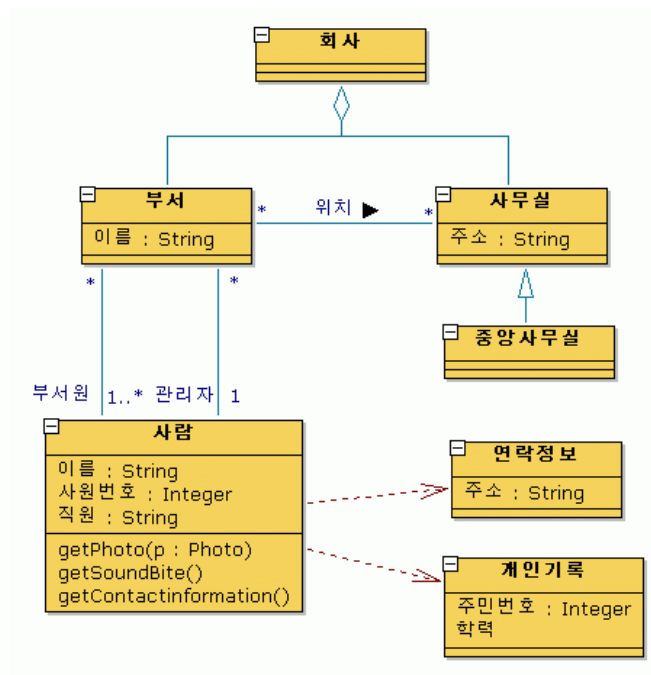 회사
부서
이름 : String
*
위치 ▶
*
사무실
주소 : String
중앙사무실
*
*
부서원
1..*
관리자
1
사람
이름 : String
사원번호 : Integer
직원 : String
getPhoto(p : Photo)
getSoundBite()
getContactinformation()
연락정보
주소 : String
개인기록
주민번호 : Integer
학력